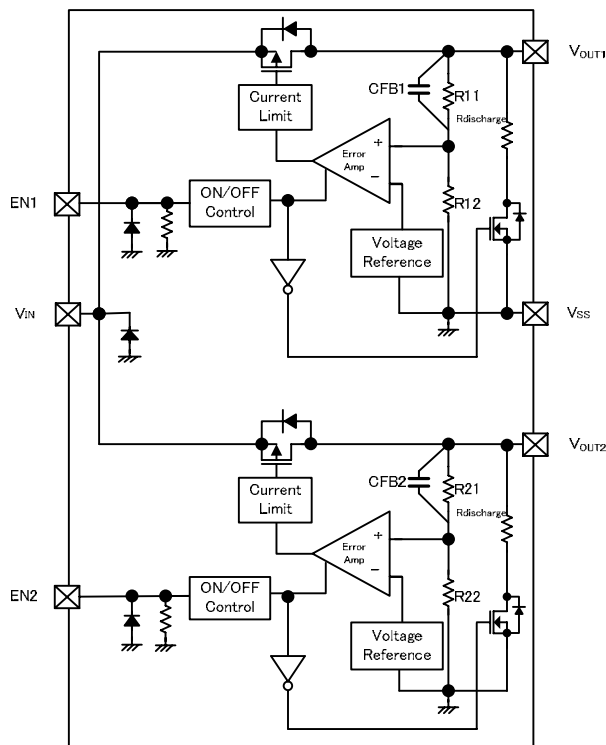 VOUT1
CFB1
R11
Current
Limit
Rdischarge
+
Error
Amp
−
EN1
ON/OFF
Control
R12
Voltage
Reference
VIN
VSS
VOUT2
CFB2
R21
Current
Limit
Rdischarge
+
Error
Amp
−
EN2
ON/OFF
Control
R22
Voltage
Reference